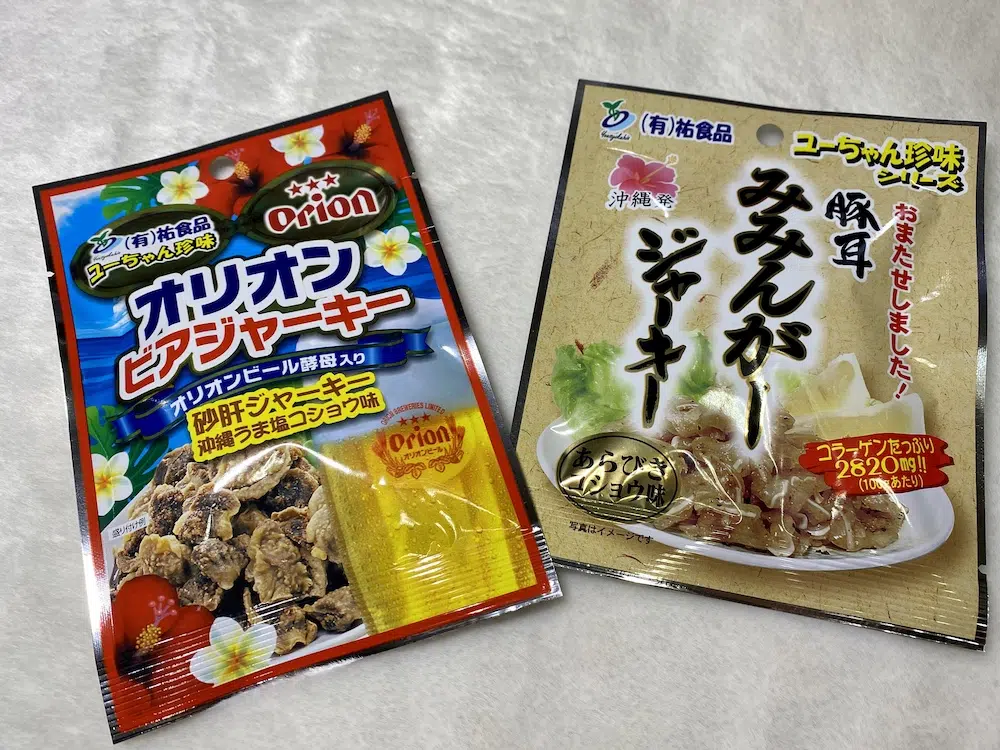 (有)祐食品
ユーちゃん珍味
orion
オリオン
ビアジャーキー
オリオンビール酵母入り
砂肝ジャーキー
沖縄うま塩コショウ味
盛り付け例
orion
オリオンビール
(有)祐食品
ユーちゃん珍味
シリーズ
沖縄発
おまたせしました!
豚耳
みみんがー
ジャーキー
あらびき
コショウ味
コラーゲンたっぷり
2820mg!!
(100gあたり)
写真はイメージです